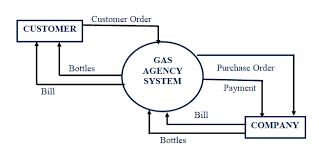 Customer Order
CUSTOMER
Bottles
Bill
GAS
AGENCY
SYSTEM
Purchase Order
Payment
Bill
COMPANY
Bottles